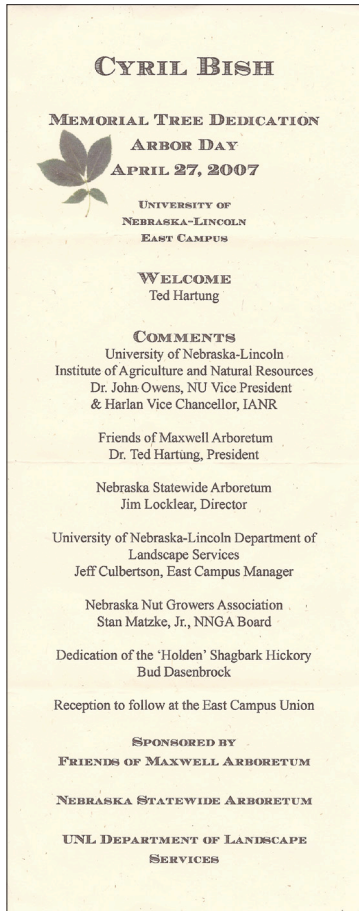 Cyril Bish
Memorial Tree Dedication
Arbor Day
April 27, 2007
University of
Nebraska-Lincoln
East Campus
Welcome
Ted Hartung
Comments
University of Nebraska-Lincoln
Institute of Agriculture and Natural Resources
Dr. John Owens, NU Vice President
& Harlan Vice Chancellor, IANR
Friends of Maxwell Arboretum
Dr. Ted Hartung, President
Nebraska Statewide Arboretum
Jim Locklear, Director
University of Nebraska-Lincoln Department of
Landscape Services
Jeff Culbertson, East Campus Manager
Nebraska Nut Growers Association
Stan Matzke, Jr., NNGA Board
Dedication of the ‘Holden’ Shagbark Hickory
Bud Dasenbrock
Reception to follow at the East Campus Union
Sponsored by
Friends of Maxwell Arboretum
Nebraska Statewide Arboretum
UNL Department of Landscape
Services